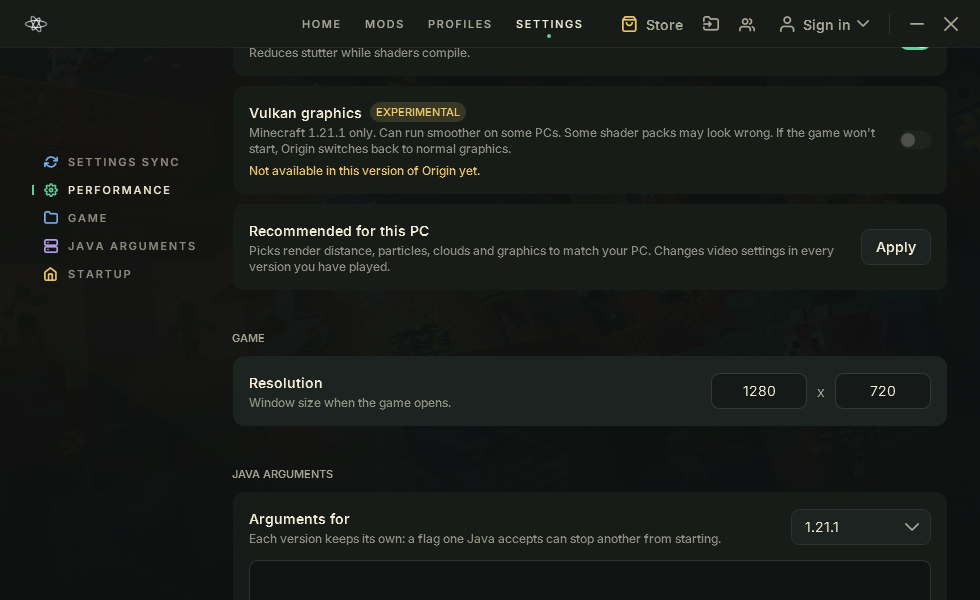 HOME MODS PROFILES SETTINGS Store Sign in
Reduces stutter while shaders compile.
SETTINGS SYNC
PERFORMANCE
GAME
JAVA ARGUMENTS
STARTUP
Vulkan graphics EXPERIMENTAL
Minecraft 1.21.1 only. Can run smoother on some PCs. Some shader packs may look wrong. If the game won't
start, Origin switches back to normal graphics.
Not available in this version of Origin yet.
Recommended for this PC
Picks render distance, particles, clouds and graphics to match your PC. Changes video settings in every
version you have played.
Apply
GAME
Resolution
Window size when the game opens.
1280 x 720
JAVA ARGUMENTS
Arguments for
Each version keeps its own: a flag one Java accepts can stop another from starting.
1.21.1